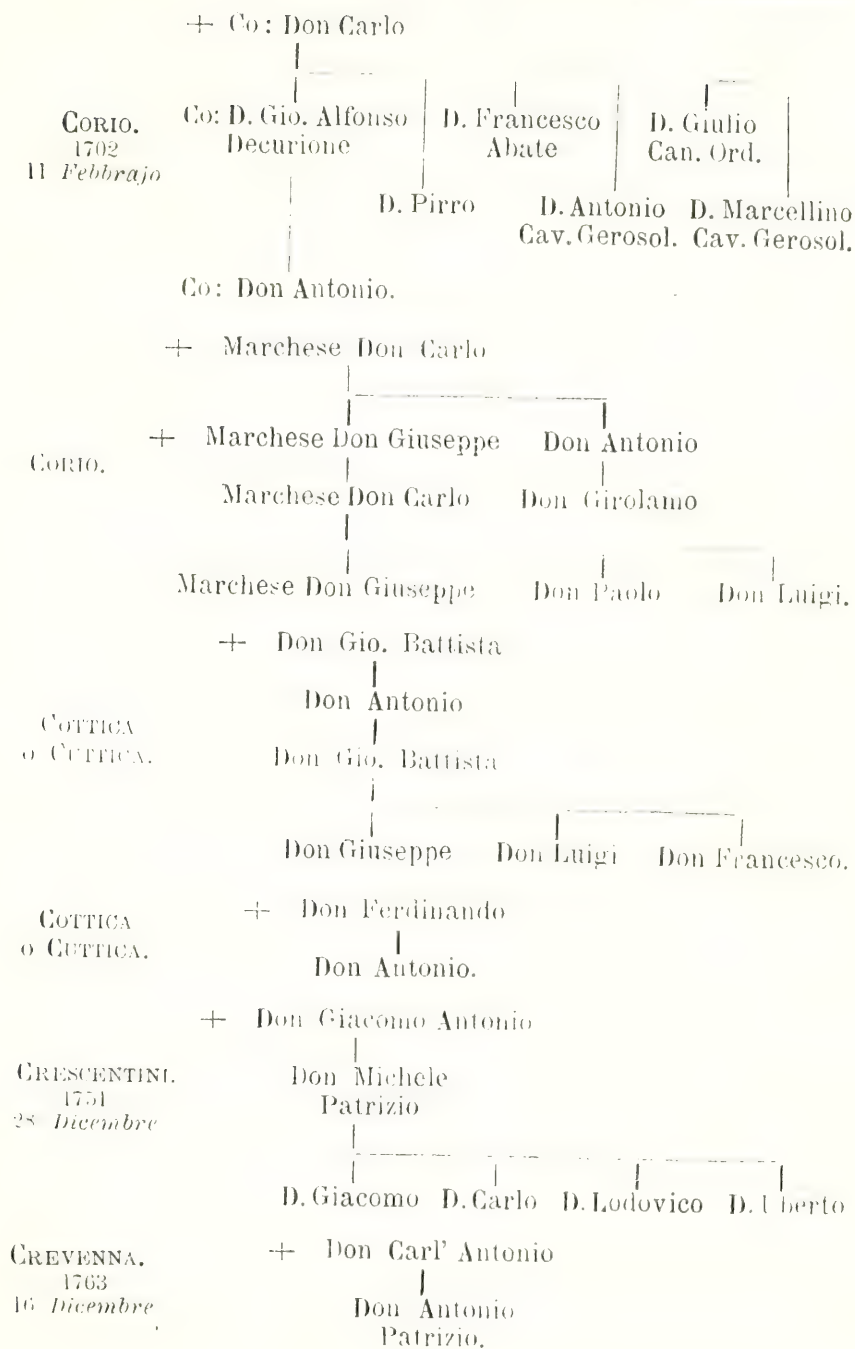 + Co: Don Carlo
CORIO.
1702
11 Febbrajo
Co: D. Gio. Alfonso
Decurione
D. Francesco
Abate
D. Giulio
Can. Ord.
D. Pirro
D. Antonio
Cav. Gerosol.
D. Marcellino
Cav. Gerosol.
Co: Don Antonio.
+ Marchese Don Carlo
CORIO.
+ Marchese Don Giuseppe Don Antonio
Marchese Don Carlo Don Girolamo
Marchese Don Giuseppe Don Paolo Don Luigi.
+ Don Gio. Battista
Don Antonio
COTTICA
o CUTTICA.
Don Gio. Battista
Don Giuseppe Don Luigi Don Francesco.
COTTICA
o CUTTICA.
+ Don Ferdinando
Don Antonio.
+ Don Giacomo Antonio
CRESCENTINI.
1751
28 Dicembre
Don Michele
Patrizio
D. Giacomo D. Carlo D. Lodovico D. Uberto
CREVENNA.
1763
16 Dicembre
+ Don Carl' Antonio
Don Antonio
Patrizio.